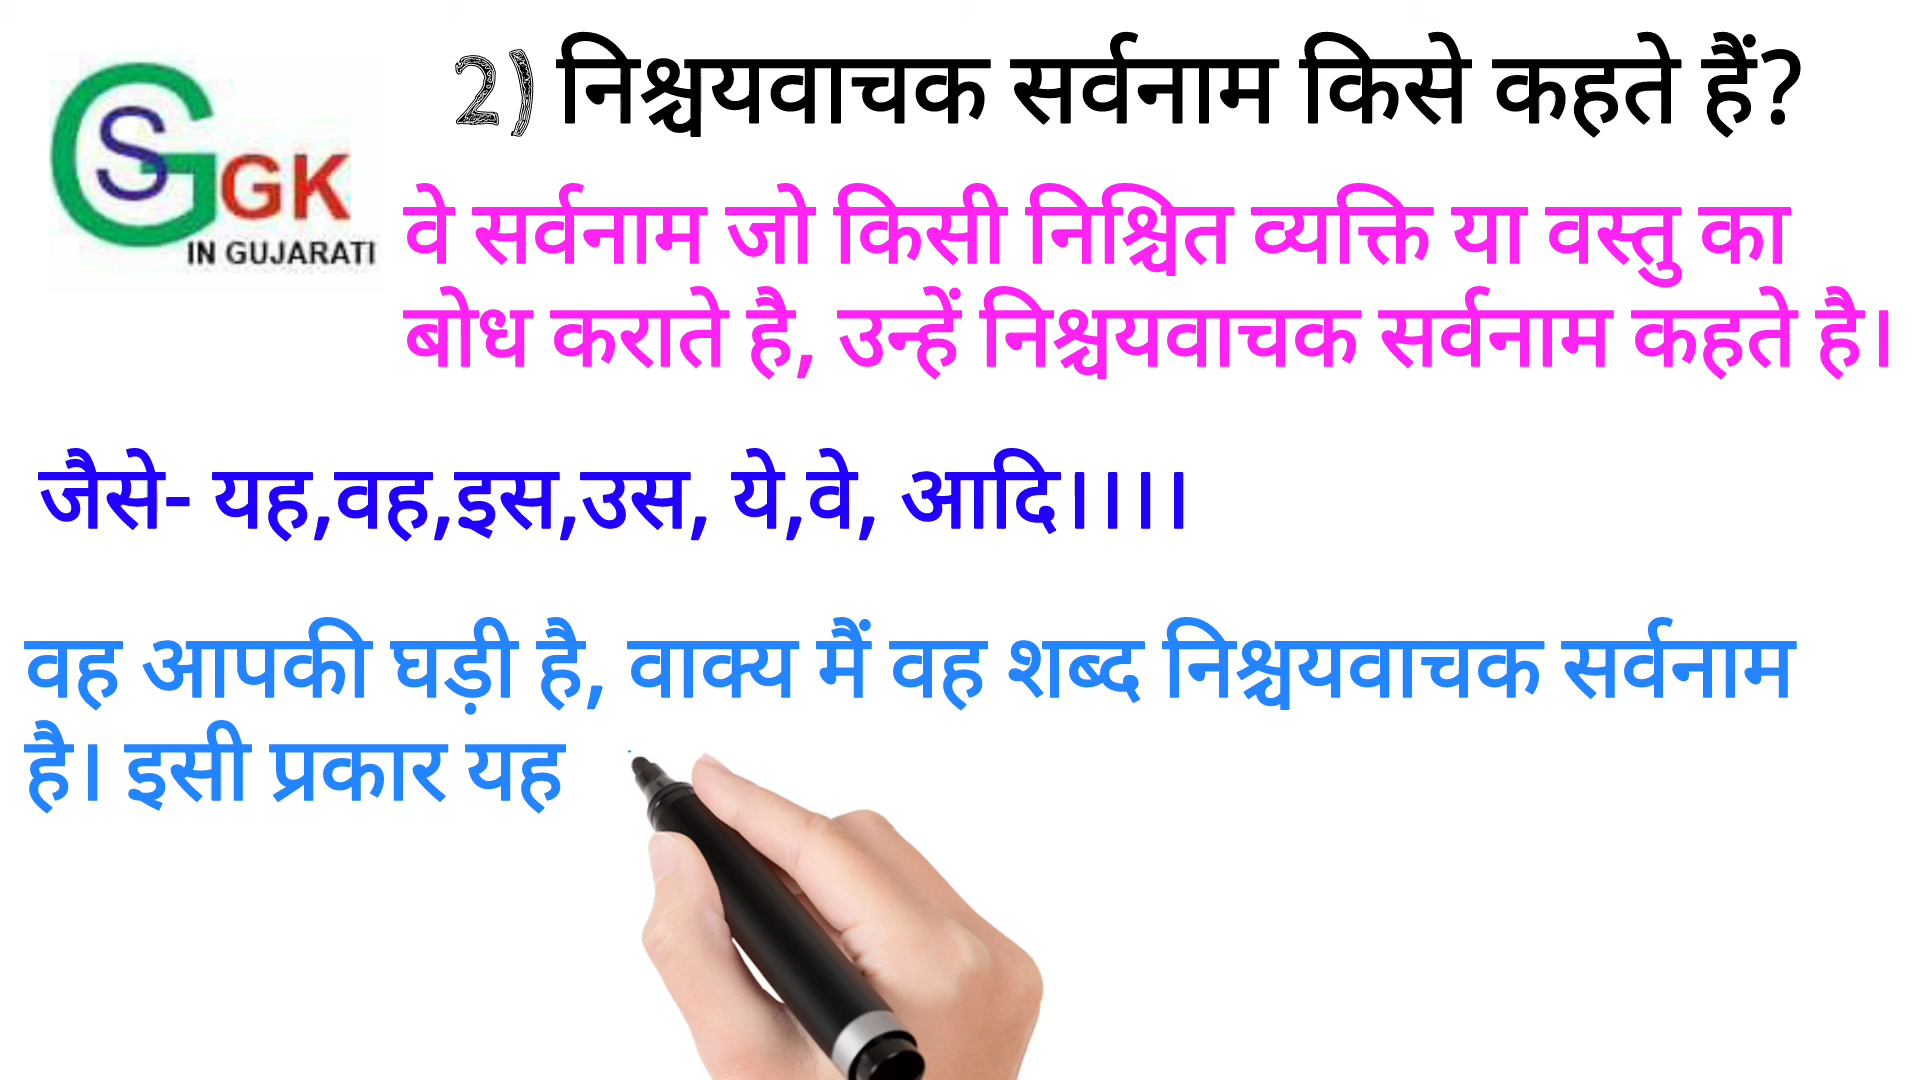 2) निश्चयवाचक सर्वनाम किसे कहते हैं?
GS GK
IN GUJARATI
वे सर्वनाम जो किसी निश्चित व्यक्ति या वस्तु का
बोध कराते है, उन्हें निश्चयवाचक सर्वनाम कहते है।
जैसे- यह,वह,इस,उस, ये,वे, आदि।।।।
वह आपकी घड़ी है, वाक्य मैं वह शब्द निश्चयवाचक सर्वनाम
है। इसी प्रकार यह